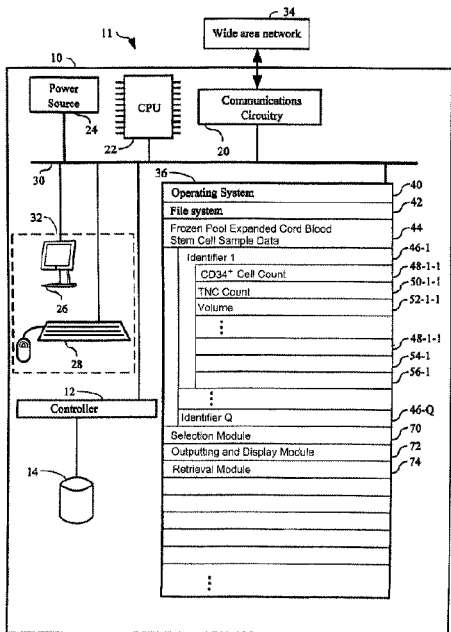 34
Wide area network
11
10
Power
Source
24
CPU
22
Communications
Circuitry
20
30
36
Operating System
40
File system
42
Frozen Pool Expanded Cord Blood
Stem Cell Sample Data
44
Identifier 1
46-1
CD34+ Cell Count
48-1-1
TNC Count
50-1-1
Volume
52-1-1
48-1-1
54-1
56-1
Identifier Q
46-Q
Selection Module
70
Outputting and Display Module
72
Retrieval Module
74
32
26
28
12
Controller
14